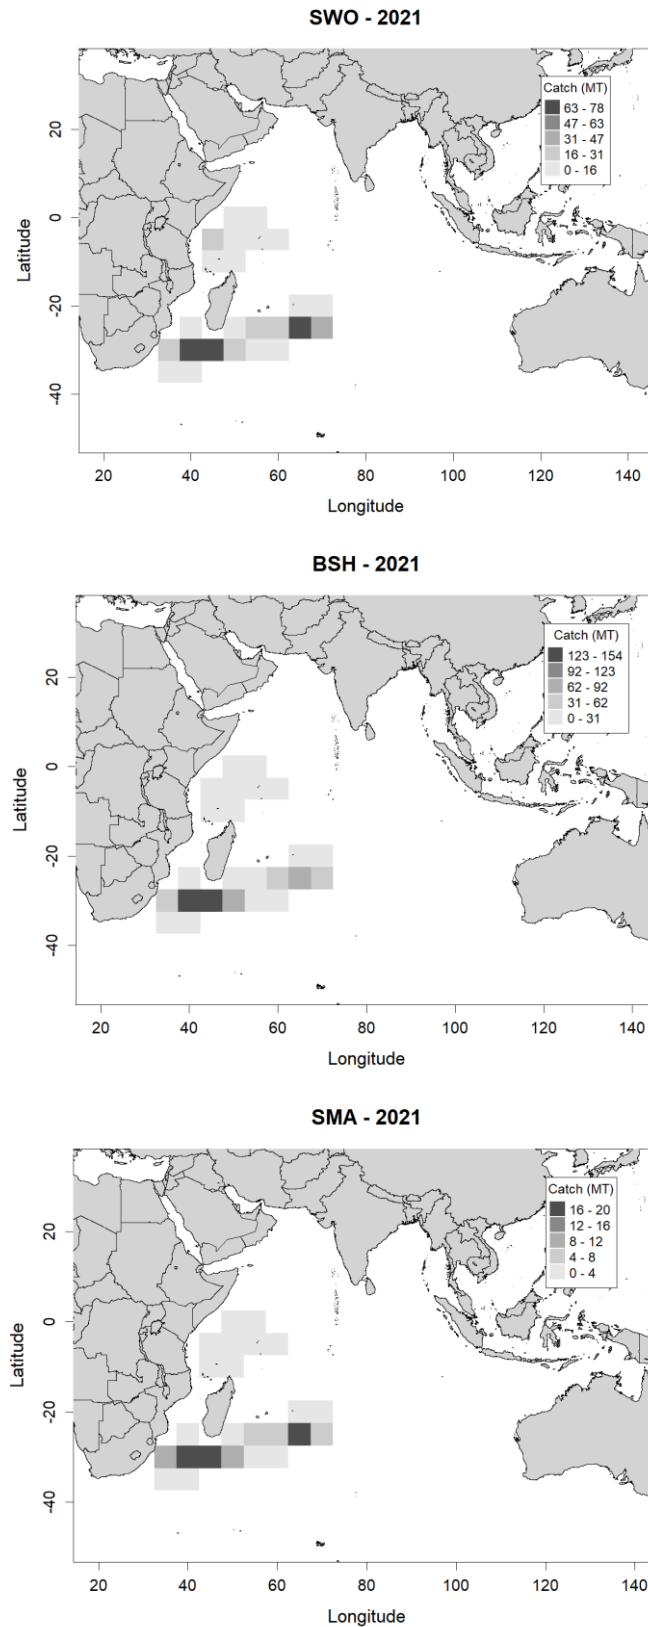 SWO - 2021
Catch (MT)
63 - 78
47 - 63
31 - 47
16 - 31
0 - 16
Latitude
20
0
-20
-40
20 40 60 80 100 120 140
Longitude
BSH - 2021
Catch (MT)
123 - 154
92 - 123
62 - 92
31 - 62
0 - 31
Latitude
20
0
-20
-40
20 40 60 80 100 120 140
Longitude
SMA - 2021
Catch (MT)
16 - 20
12 - 16
8 - 12
4 - 8
0 - 4
Latitude
20
0
-20
-40
20 40 60 80 100 120 140
Longitude